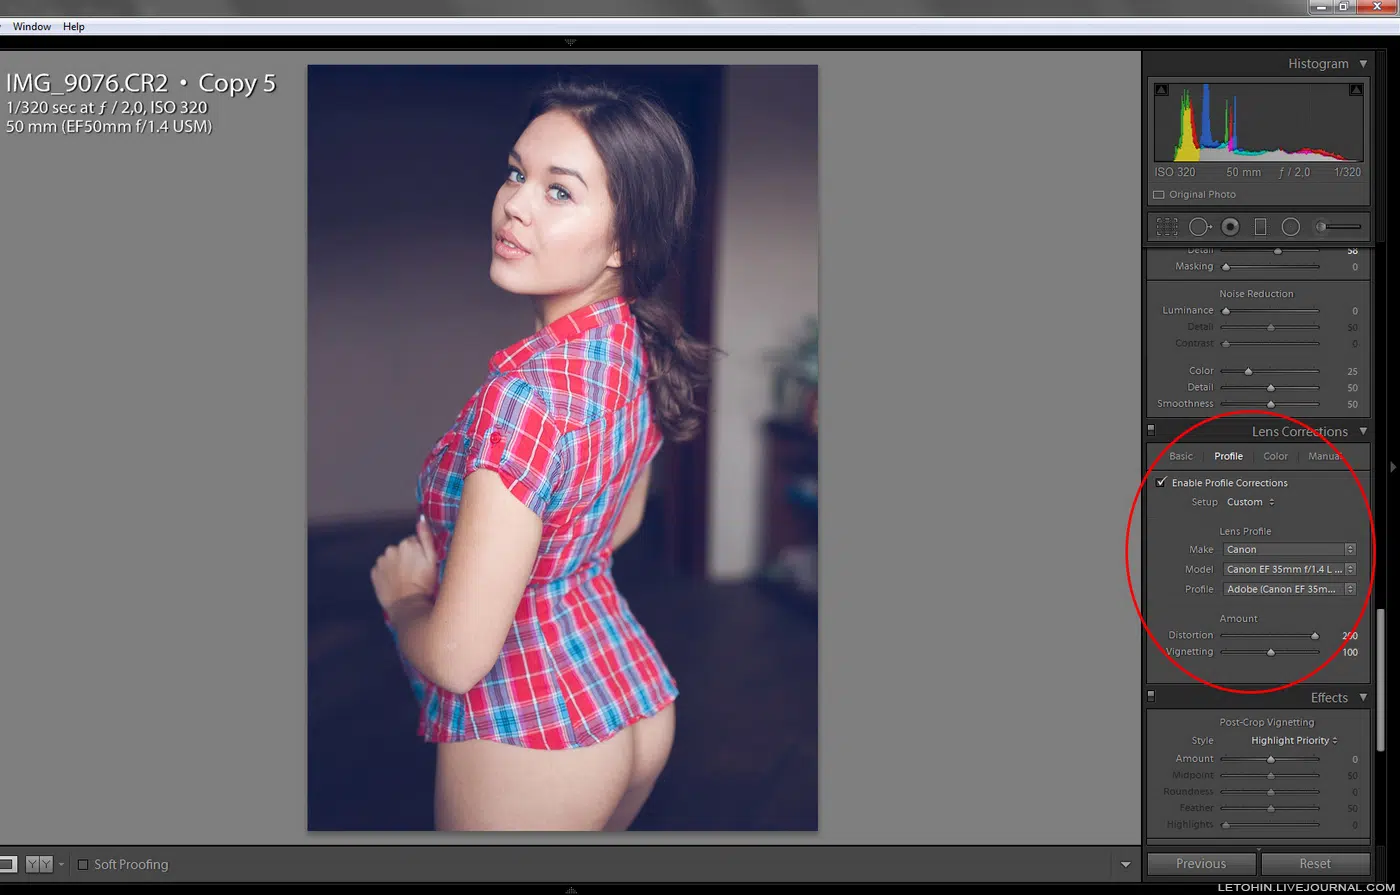 Window Help
IMG_9076.CR2 • Copy 5
1/320 sec at ƒ / 2,0, ISO 320
50 mm (EF50mm f/1.4 USM)
Histogram
ISO 320 50 mm ƒ / 2,0 1/320
Original Photo
Detail 58
Masking 0
Noise Reduction
Luminance 0
Detail 50
Contrast 0
Color 25
Detail 50
Smoothness 50
Lens Corrections
Basic Profile Color Manual
Enable Profile Corrections
Setup Custom
Lens Profile
Make Canon
Model Canon EF 35mm f/1.4 L ...
Profile Adobe (Canon EF 35m...
Amount
Distortion 200
Vignetting 100
Effects
Post-Crop Vignetting
Style Highlight Priority
Amount 0
Midpoint 50
Roundness 0
Feather 50
Highlights 0
Y Y Soft Proofing
Previous Reset
LETOHIN.LIVEJOURNAL.COM